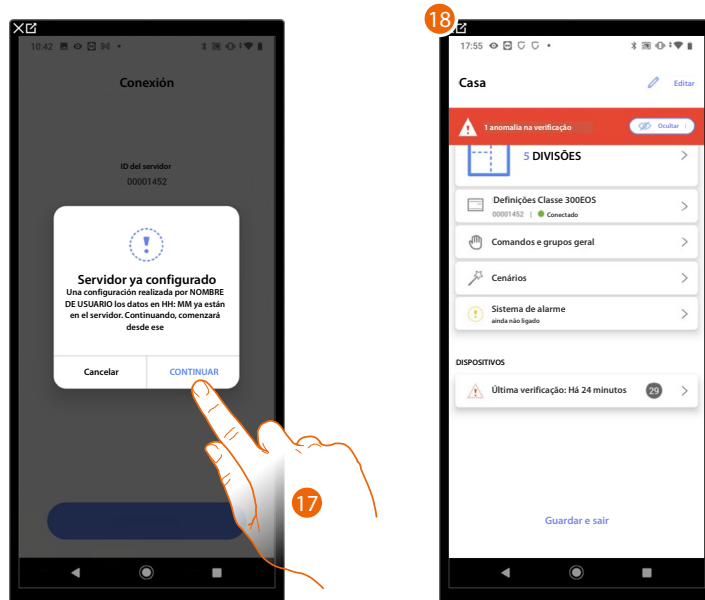 10:42
Conexión
ID del servidor
00001452
Servidor ya configurado
Una configuración realizada por NOMBRE
DE USUARIO los datos en HH: MM ya están
en el servidor. Continuando, comenzará
desde ese
Cancelar
CONTINUAR
17
18
17:55
Casa
Editar
1 anomalia na verificação
Ocultar
5 DIVISÕES
Definições Classe 300EOS
00001452 | Conectado
Comandos e grupos geral
Cenários
Sistema de alarme
ainda não ligado
DISPOSITIVOS
Última verificação: Há 24 minutos
29
Guardar e sair